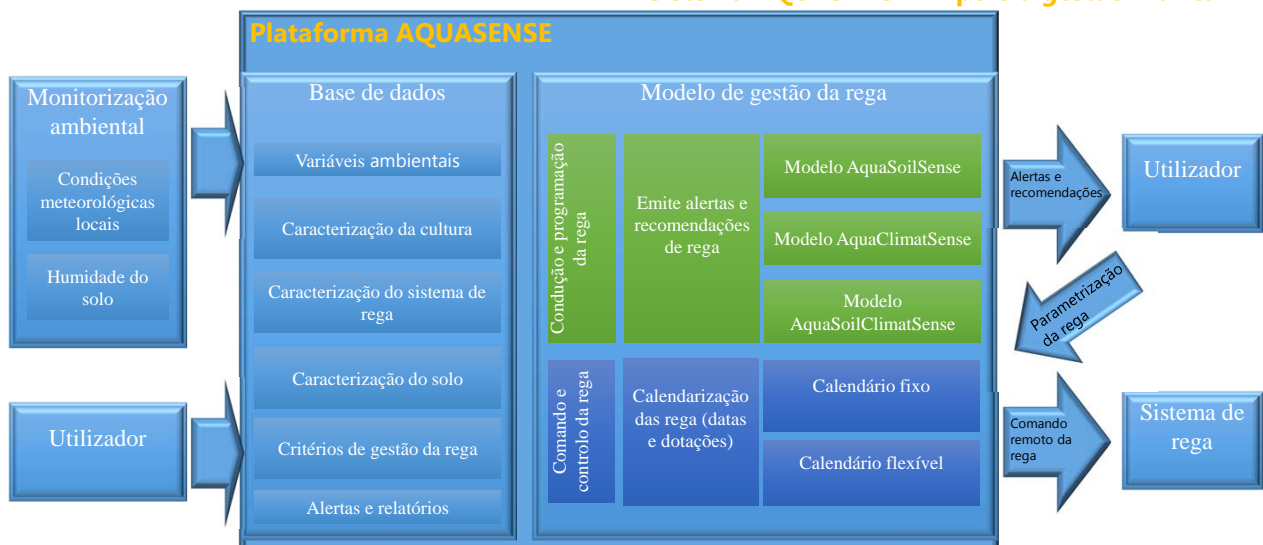 Plataforma AQUASENSE
Monitorização
ambiental
Condições
meteorológicas
locais
Humidade do
solo
Utilizador
Base de dados
Variáveis ambientais
Caracterização da cultura
Caracterização do sistema de
rega
Caracterização do solo
Critérios de gestão da rega
Alertas e relatórios
Modelo de gestão da rega
Condução e programação
da rega
Emite alertas e
recomendações
de rega
Modelo AquaSoilSense
Modelo AquaClimatSense
Modelo
AquaSoilClimatSense
Comando e
controlo da rega
Calendarização
das rega (datas
e dotações)
Calendário fixo
Calendário flexível
Alertas e
recomendações
Utilizador
Parametrização
da rega
Comando
remoto da
rega
Sistema de
rega